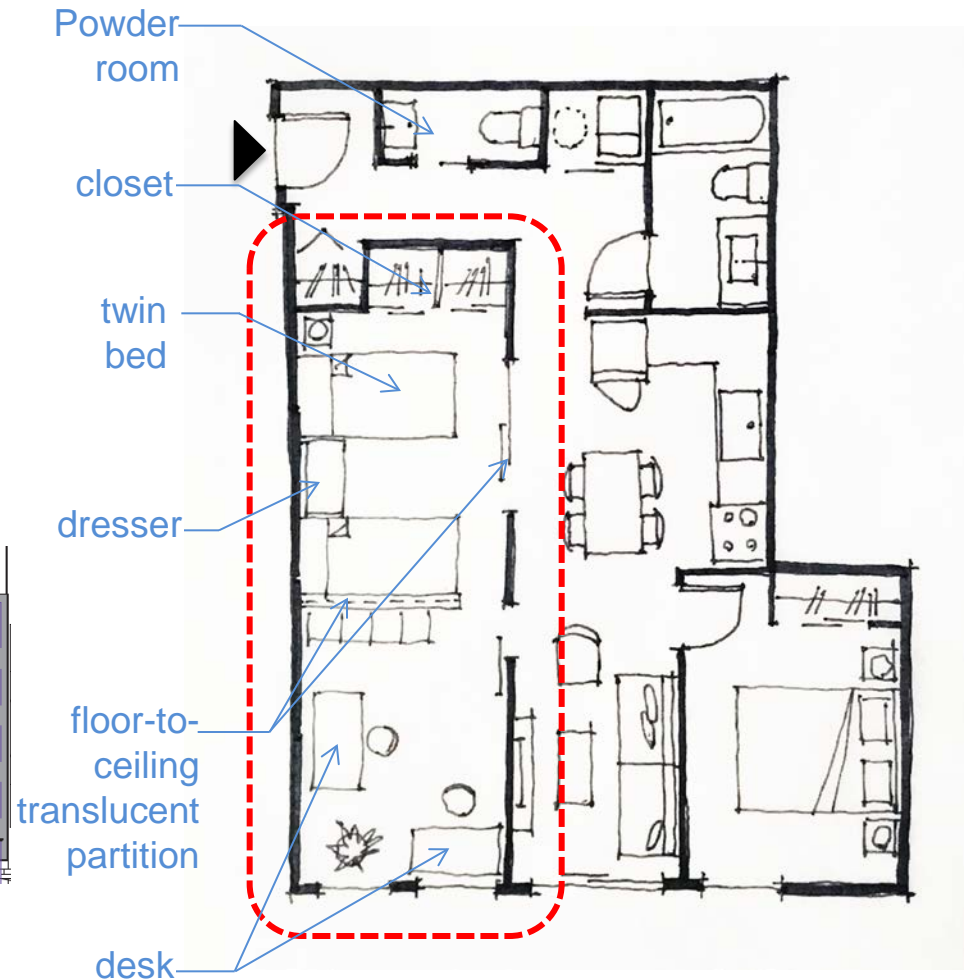 Powder
room
closet
twin
bed
dresser
floor-to-
ceiling
translucent
partition
desk